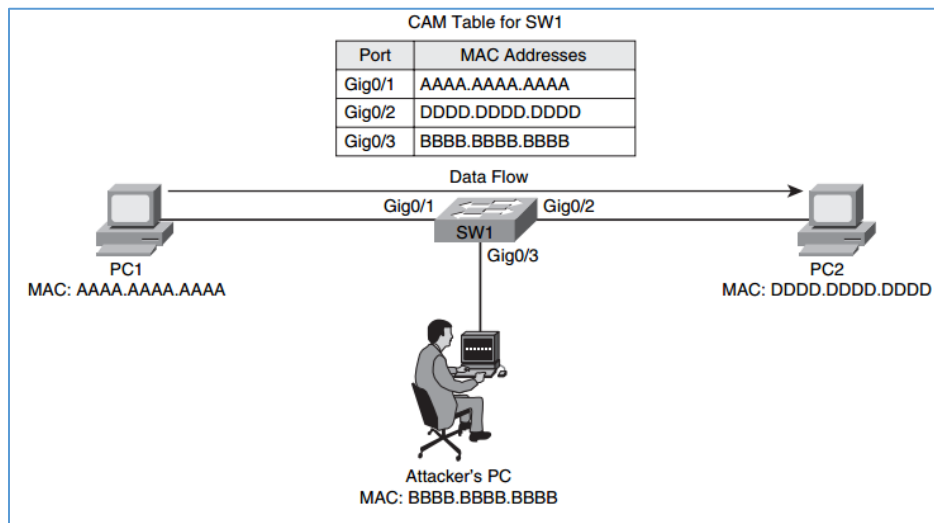 CAM Table for SW1
Port MAC Addresses
Gig0/1 AAAA.AAAA.AAAA
Gig0/2 DDDD.DDDD.DDDD
Gig0/3 BBBB.BBBB.BBBB
Data Flow
Gig0/1 Gig0/2
SW1
Gig0/3
PC1
MAC: AAAA.AAAA.AAAA
PC2
MAC: DDDD.DDDD.DDDD
Attacker's PC
MAC: BBBB.BBBB.BBBB